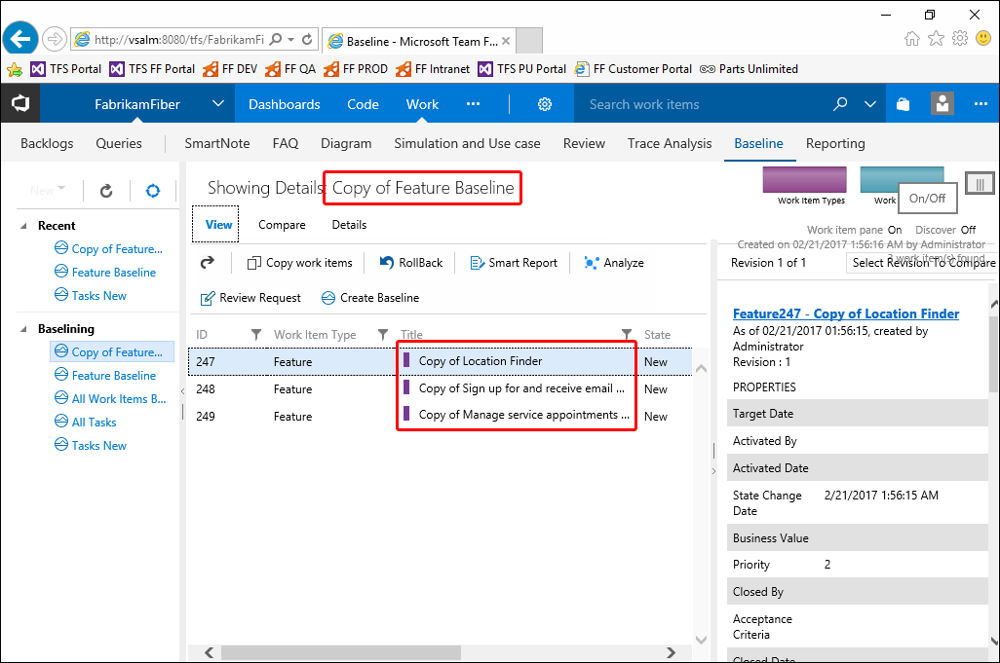 http://vsalm:8080/tfs/FabrikamFi
Baseline - Microsoft Team F...
TFS Portal TFS FF Portal FF DEV FF QA FF PROD FF Intranet TFS PU Portal FF Customer Portal Parts Unlimited
FabrikamFiber Dashboards Code Work ... Search work items ...
Backlogs Queries SmartNote FAQ Diagram Simulation and Use case Review Trace Analysis Baseline Reporting
New
Recent
Copy of Feature...
Feature Baseline
Tasks New
Baselining
Copy of Feature...
Feature Baseline
All Work Items B...
All Tasks
Tasks New
Showing Details: Copy of Feature Baseline
Work Item Types
Work
On/Off
View Compare Details
Work item pane On Discover Off
Created on 02/21/2017 1:56:16 AM by Administrator
3 work item(s) found
Copy work items RollBack Smart Report Analyze
Review Request Create Baseline
ID Work Item Type Title State
247 Feature Copy of Location Finder New
248 Feature Copy of Sign up for and receive email ... New
249 Feature Copy of Manage service appointments ... New
Revision 1 of 1 Select Revision To Compare
Feature247 - Copy of Location Finder
As of 02/21/2017 01:56:15, created by
Administrator
Revision : 1
PROPERTIES
Target Date
Activated By
Activated Date
State Change
Date
2/21/2017 1:56:15 AM
Business Value
Priority 2
Closed By
Acceptance
Criteria
Closed Date